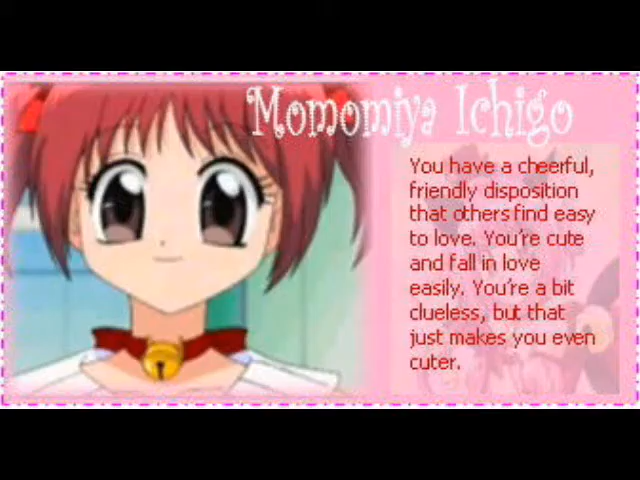 Momomiya Ichigo
You have a cheerful,
friendly disposition
that others find easy
to love. You're cute
and fall in love
easily. You're a bit
clueless, but that
just makes you even
cuter.